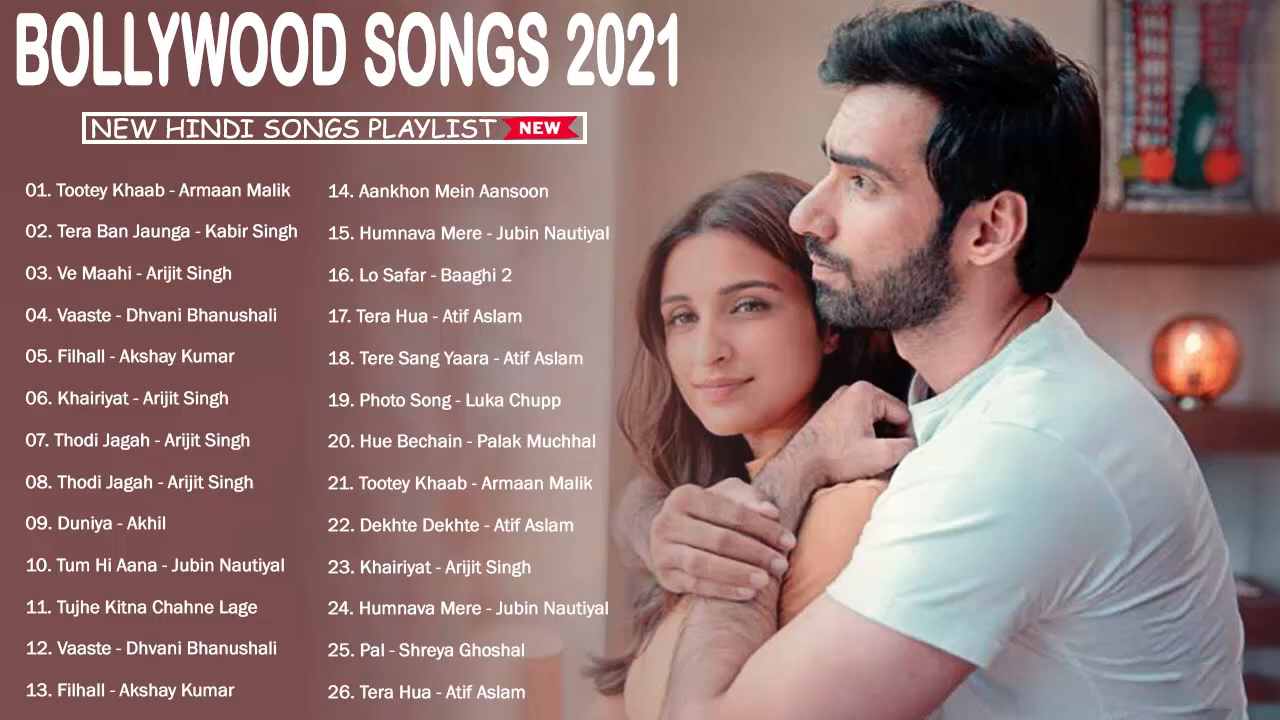 BOLLYWOOD SONGS 2021
NEW HINDI SONGS PLAYLIST NEW
01. Tootey Khaab - Armaan Malik
02. Tera Ban Jaunga - Kabir Singh
03. Ve Maahi - Arijit Singh
04. Vaaste - Dhvani Bhanushali
05. Filhall - Akshay Kumar
06. Khairiyat - Arijit Singh
07. Thodi Jagah - Arijit Singh
08. Thodi Jagah - Arijit Singh
09. Duniya - Akhil
10. Tum Hi Aana - Jubin Nautiyal
11. Tujhe Kitna Chahne Lage
12. Vaaste - Dhvani Bhanushali
13. Filhall - Akshay Kumar
14. Aankhon Mein Aansoon
15. Humnava Mere - Jubin Nautiyal
16. Lo Safar - Baaghi 2
17. Tera Hua - Atif Aslam
18. Tere Sang Yaara - Atif Aslam
19. Photo Song - Luka Chupp
20. Hue Bechain - Palak Muchhal
21. Tootey Khaab - Armaan Malik
22. Dekhte Dekhte - Atif Aslam
23. Khairiyat - Arijit Singh
24. Humnava Mere - Jubin Nautiyal
25. Pal - Shreya Ghoshal
26. Tera Hua - Atif Aslam